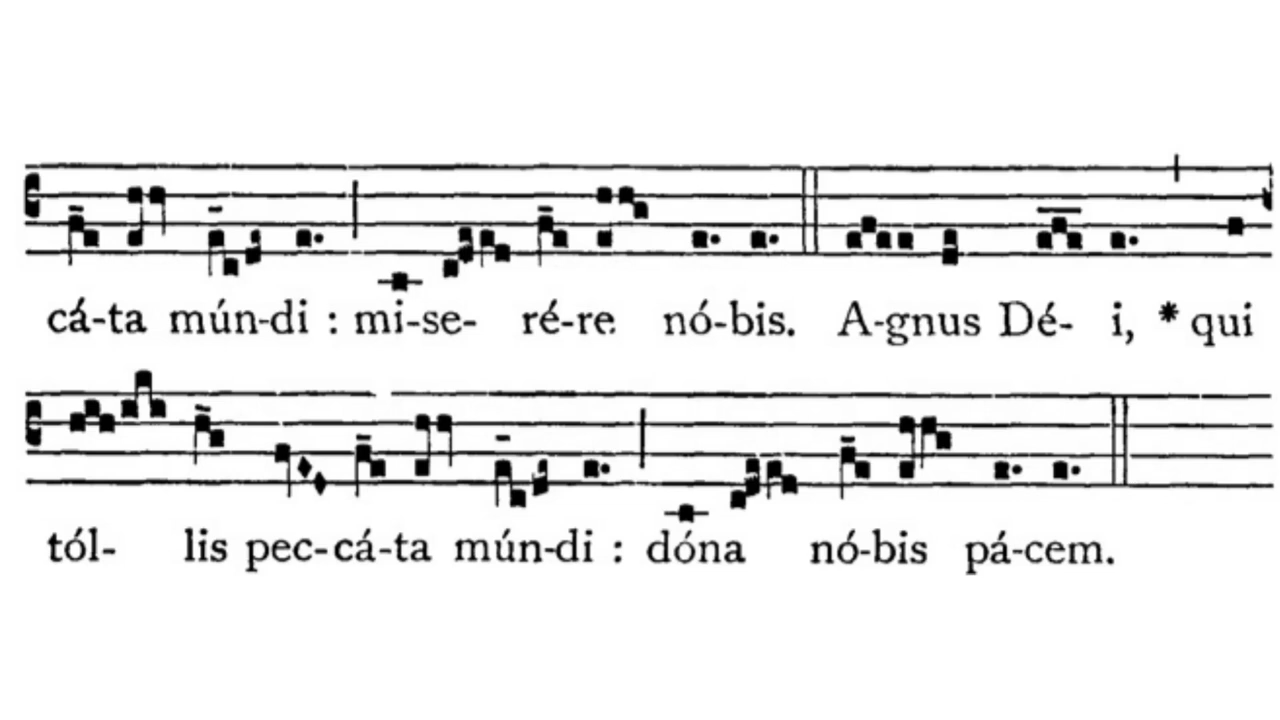 cá-ta mún-di : mi-se- ré-re nó-bis. A-gnus Dé- i, * qui
tól- lis pec-cá-ta mún-di : dóna nó-bis pá-cem.